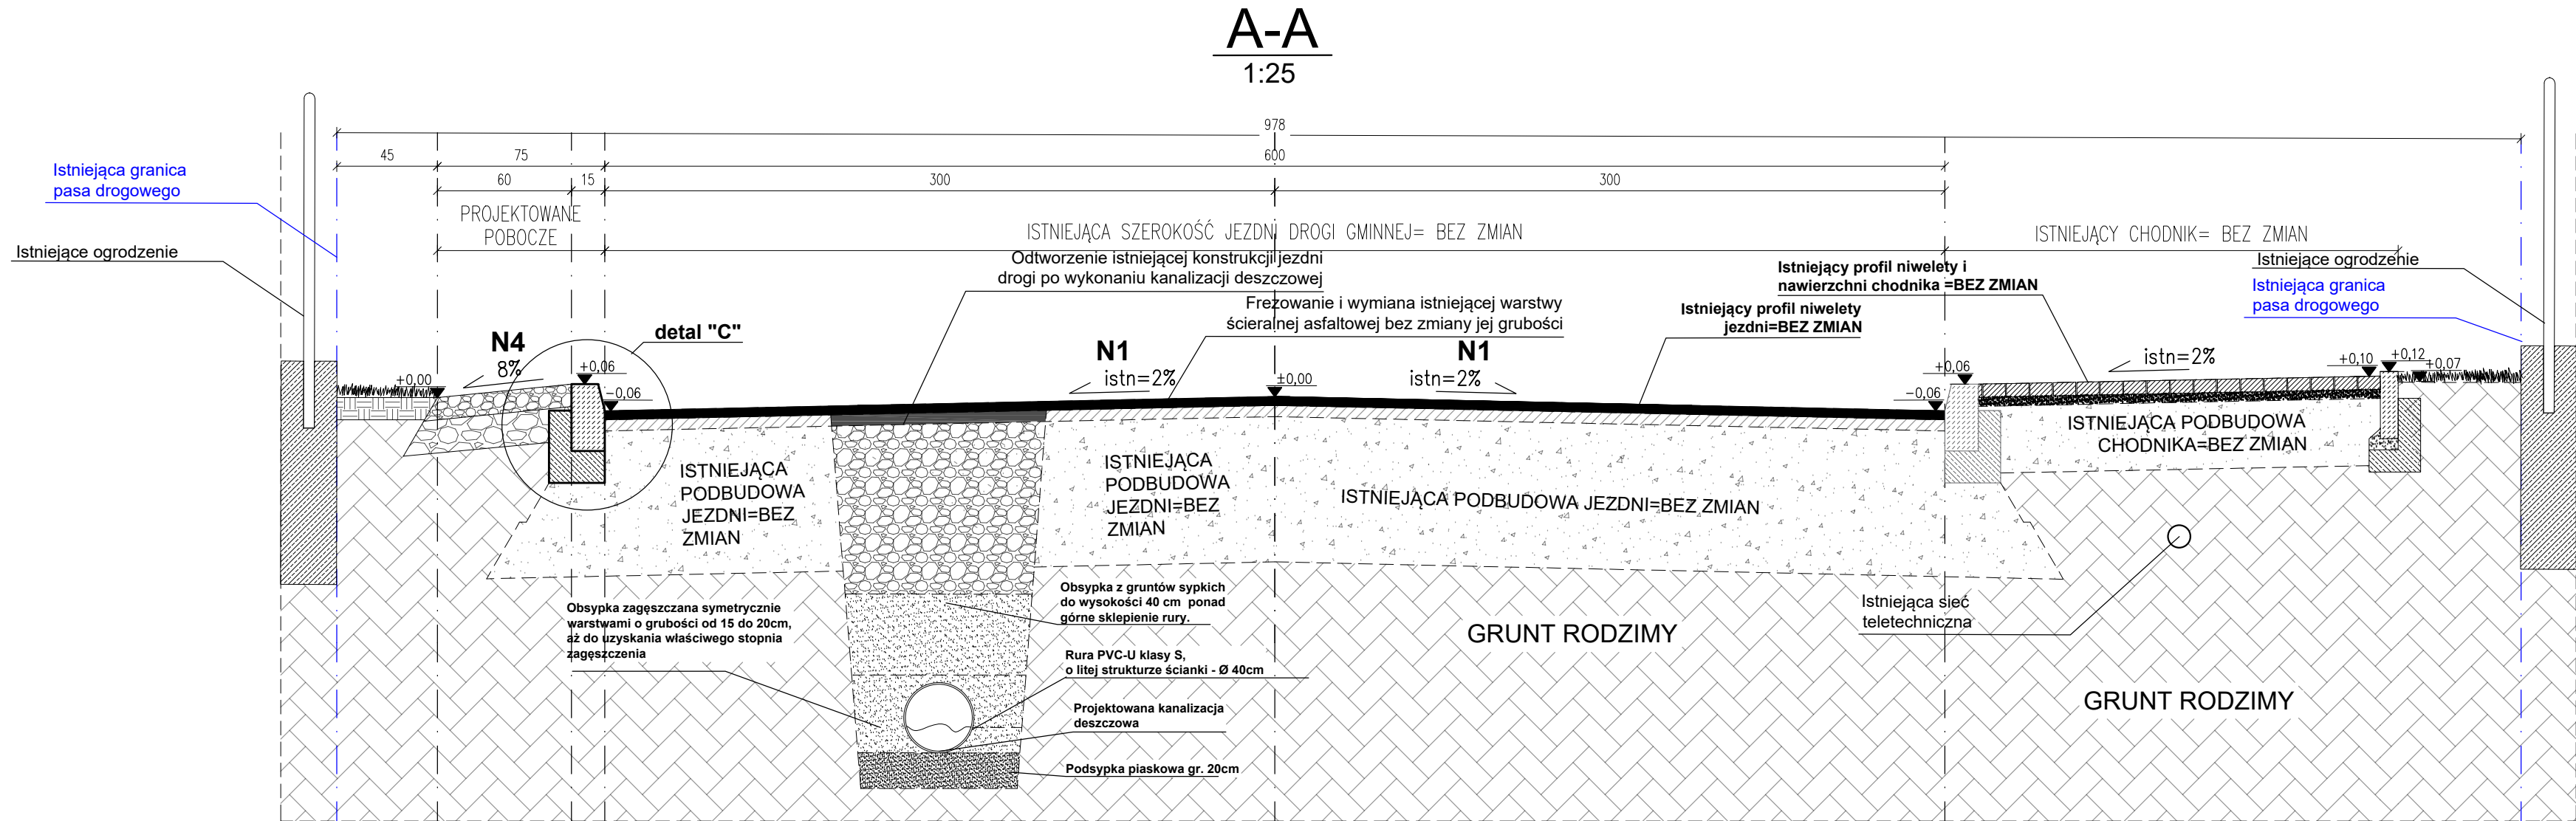 A-A
1:25
978
45
75
600
60
15
300
300
Istniejąca granica
pasa drogowego
Istniejące ogrodzenie
PROJEKTOWANE
POBOCZE
ISTNIEJĄCA SZEROKOŚĆ JEZDNI DROGI GMINNEJ= BEZ ZMIAN
ISTNIEJĄCY CHODNIK= BEZ ZMIAN
Odtworzenie istniejącej konstrukcji jezdni
drogi po wykonaniu kanalizacji deszczowej
Frezowanie i wymiana istniejącej warstwy
ścieralnej asfaltowej bez zmiany jej grubości
Istniejący profil niwelety i
nawierzchni chodnika =BEZ ZMIAN
Istniejący profil niwelety
jezdni=BEZ ZMIAN
Istniejące ogrodzenie
Istniejąca granica
pasa drogowego
detal "C"
N4
8%
N1
istn=2%
N1
istn=2%
istn=2%
+0,00
+0,06
-0,06
±0,00
+0,06
-0,06
+0,10
+0,12
+0,07
ISTNIEJĄCA
PODBUDOWA
JEZDNI=BEZ
ZMIAN
ISTNIEJĄCA
PODBUDOWA
JEZDNI=BEZ
ZMIAN
ISTNIEJĄCA PODBUDOWA JEZDNI=BEZ ZMIAN
ISTNIEJĄCA PODBUDOWA
CHODNIKA=BEZ ZMIAN
Obsypka zagęszczana symetrycznie
warstwami o grubości od 15 do 20cm,
aż do uzyskania właściwego stopnia
zagęszczenia
Obsypka z gruntów sypkich
do wysokości 40 cm ponad
górne sklepienie rury.
Rura PVC-U klasy S,
o litej strukturze ścianki - Ø 40cm
Projektowana kanalizacja
deszczowa
Podsypka piaskowa gr. 20cm
GRUNT RODZIMY
Istniejąca sieć
teletechniczna
GRUNT RODZIMY